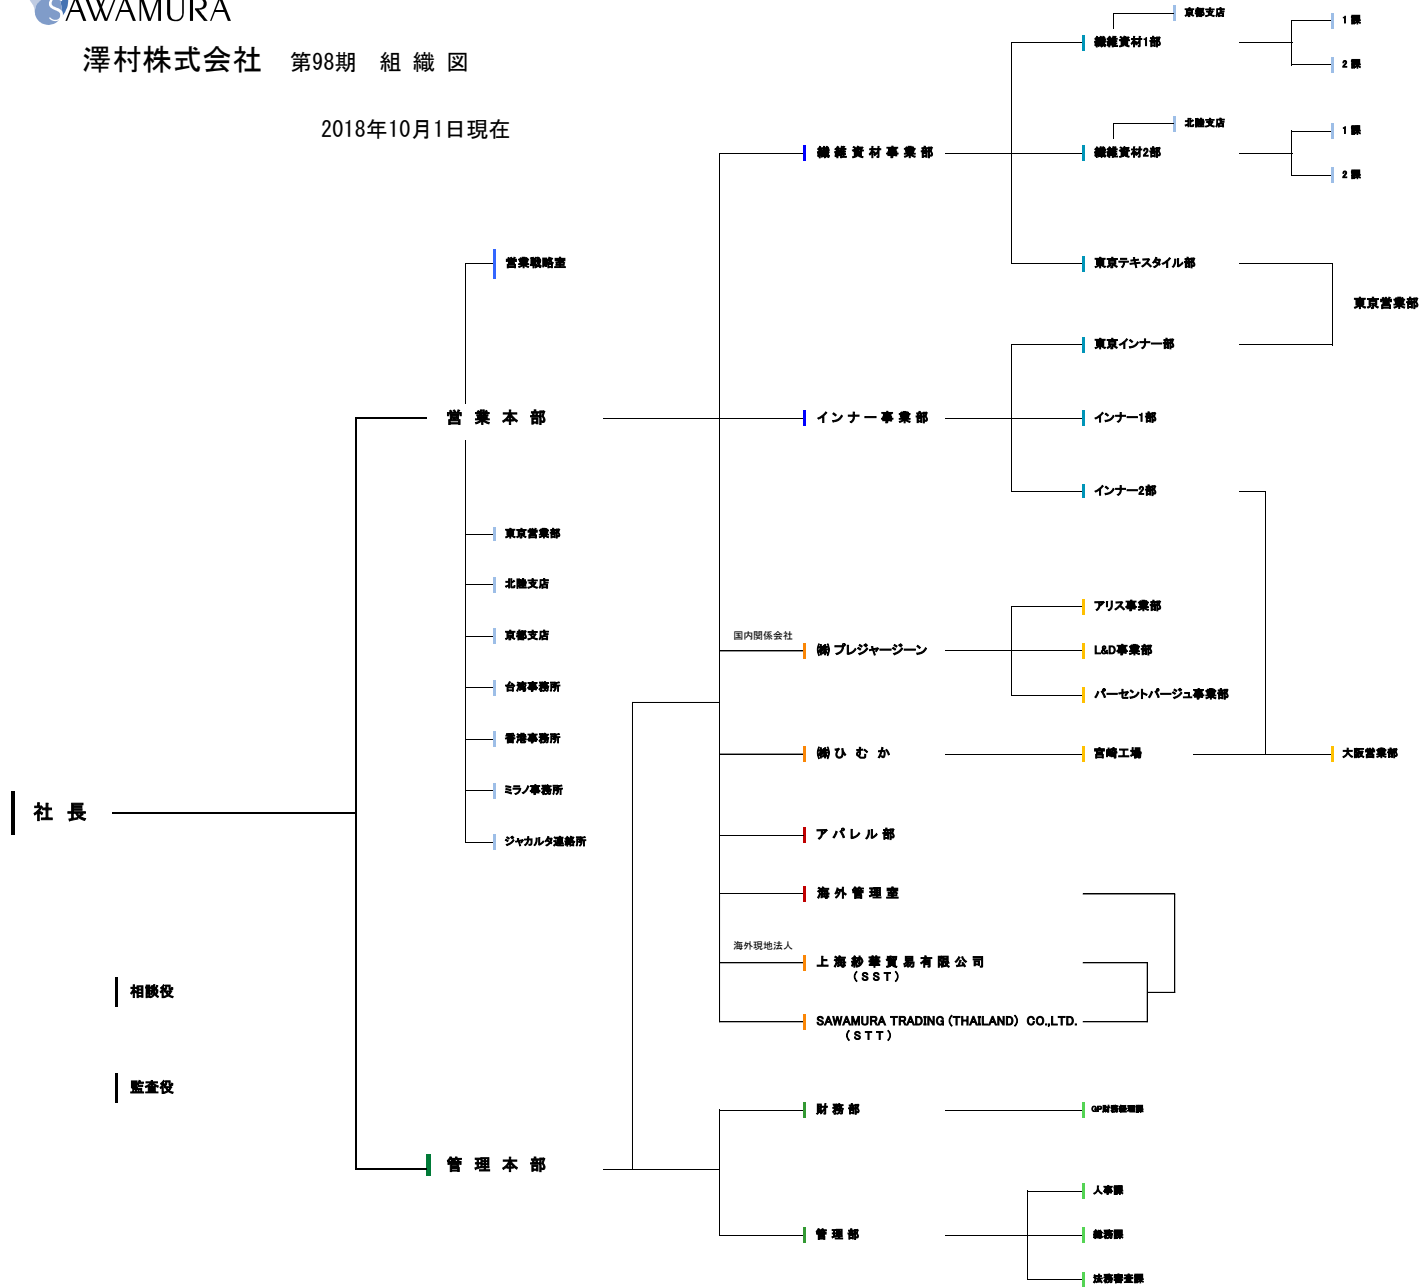 SAWAMURA
澤村株式会社 第98期 組織図
2018年10月1日現在
京都支店
1課
繊維資材1部
2課
北陸支店
1課
繊維資材事業部
繊維資材2部
2課
営業戦略室
東京テキスタイル部
東京営業部
東京インナー部
営業本部
インナー事業部
インナー1部
インナー2部
東京営業部
北陸支店
京都支店
台湾事務所
香港事務所
ミラノ事務所
ジャカルタ連絡所
アリス事業部
国内関係会社
㈱プレジャージーン
L&D事業部
パーセントパージュ事業部
㈱ひむか
宮崎工場
大阪営業部
社長
アパレル部
海外管理室
海外現地法人
上海紗華貿易有限公司
(SST)
相談役
SAWAMURA TRADING (THAILAND) CO.,LTD.
(STT)
監査役
財務部
GP財務経理課
管理本部
人事課
管理部
総務課
法務審査課